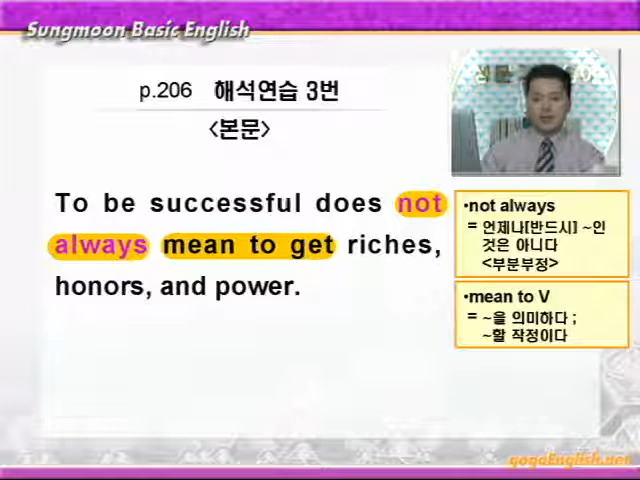 Sungmoon Basic English
p.206 해석연습 3번
<본문>
To be successful does not
always mean to get riches,
honors, and power.
•not always
= 언제나[반드시] ~인
것은 아니다
<부분부정>
•mean to V
= ~을 의미하다 ;
~할 작정이다
성문
gogoEnglish.net